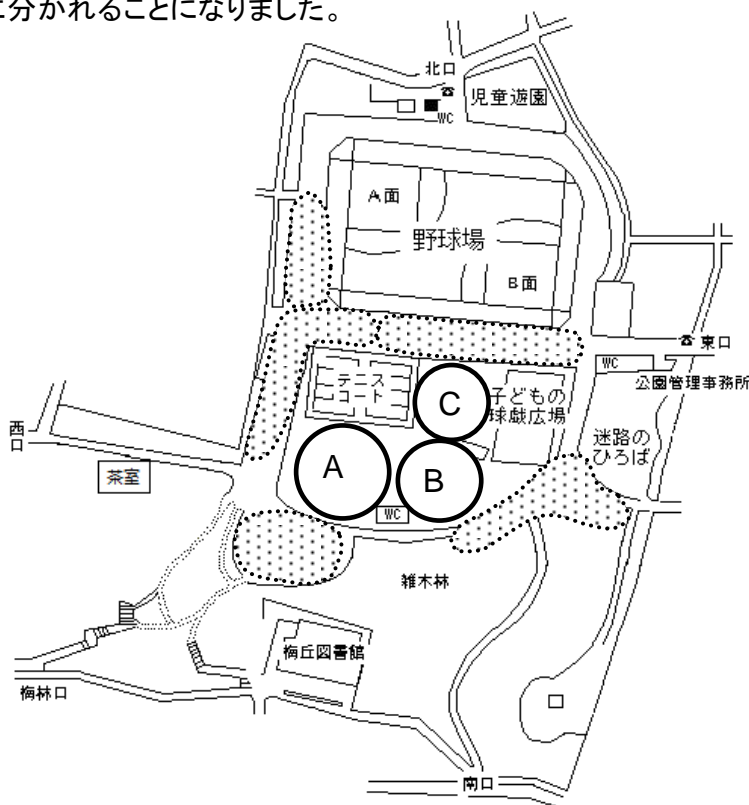 に分かれることになりました。
北口
児童遊園
WC
A面
野球場
B面
東口
WC
公園管理事務所
テニス
コート
C
子どもの
球戯広場
迷路の
ひろば
西
口
茶室
A
B
WC
雑木林
梅丘図書館
梅林口
南口